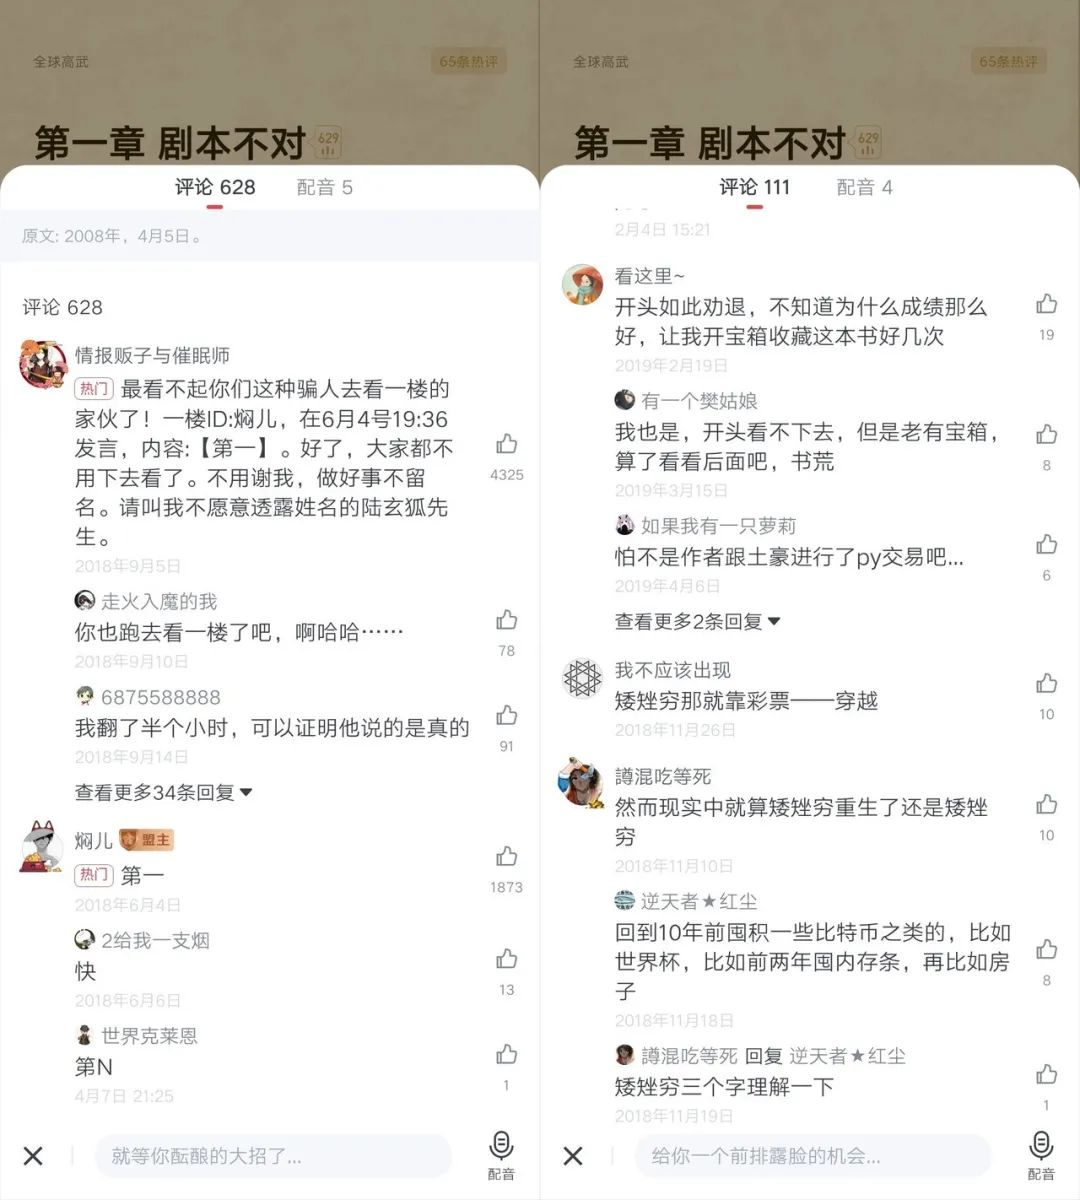 全球高武
65条热评
第一章 剧本不对
629
评论 628
配音 5
原文: 2008年，4月5日。
评论 628
情报贩子与催眠师
热门 最看不起你们这种骗人去看一楼的
家伙了！一楼ID:焖儿，在6月4号19:36
发言，内容:【第一】。好了，大家都不
用下去看了。不用谢我，做好事不留
名。请叫我不愿意透露姓名的陆玄狐先
生。
4325
2018年9月5日
走火入魔的我
你也跑去看一楼了吧，啊哈哈……
78
2018年9月10日
6875588888
我翻了半个小时，可以证明他说的是真的
91
2018年9月14日
查看更多34条回复
焖儿 盟主
热门 第一
1873
2018年6月4日
2给我一支烟
快
13
2018年6月6日
世界克莱恩
第N
1
4月7日 21:25
就等你酝酿的大招了...
配音
全球高武
65条热评
第一章 剧本不对
629
评论 111
配音 4
2月4日 15:21
看这里~
开头如此劝退，不知道为什么成绩那么
好，让我开宝箱收藏这本书好几次
19
2019年2月19日
有一个樊姑娘
我也是，开头看不下去，但是老有宝箱，
算了看看后面吧，书荒
8
2019年3月15日
如果我有一只萝莉
怕不是作者跟土豪进行了py交易吧...
6
2019年4月6日
查看更多2条回复
我不应该出现
矮矬穷那就靠彩票——穿越
10
2018年11月26日
譐混吃等死
然而现实中就算矮矬穷重生了还是矮矬
穷
10
2018年11月10日
逆天者★红尘
回到10年前囤积一些比特币之类的，比如
世界杯，比如前两年囤内存条，再比如房
子
8
2018年11月18日
譐混吃等死 回复 逆天者★红尘
矮矬穷三个字理解一下
1
2018年11月19日
给你一个前排露脸的机会...
配音